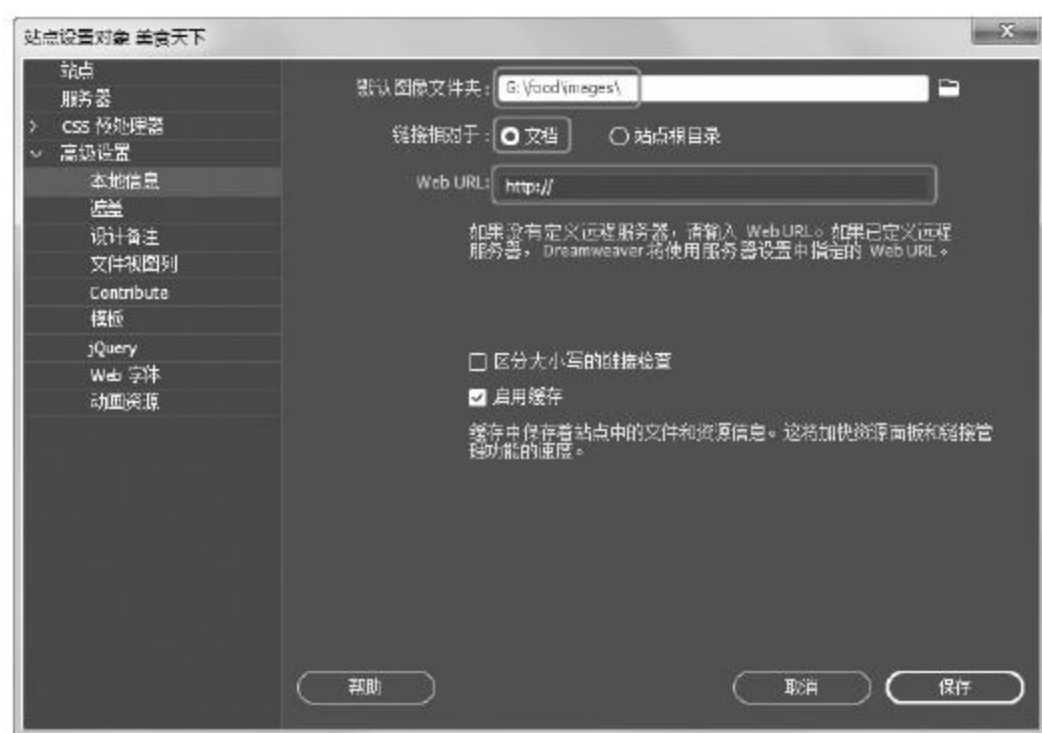 站点设置对象 美食天下
站点
服务器
CSS 预处理器
高级设置
本地信息
遮盖
设计备注
文件视图列
Contribute
模板
jQuery
Web 字体
动画资源
默认图像文件夹: G:\food\images\
链接相对于: 文档 站点根目录
Web URL: http://
如果没有定义远程服务器，请输入 Web URL。如果已定义远程
服务器，Dreamweaver 将使用服务器设置中指定的 Web URL。
区分大小写的链接检查
启用缓存
缓存中保存着站点中的文件和资源信息。这将加快资源面板和链接管
理功能的速度。
帮助 取消 保存